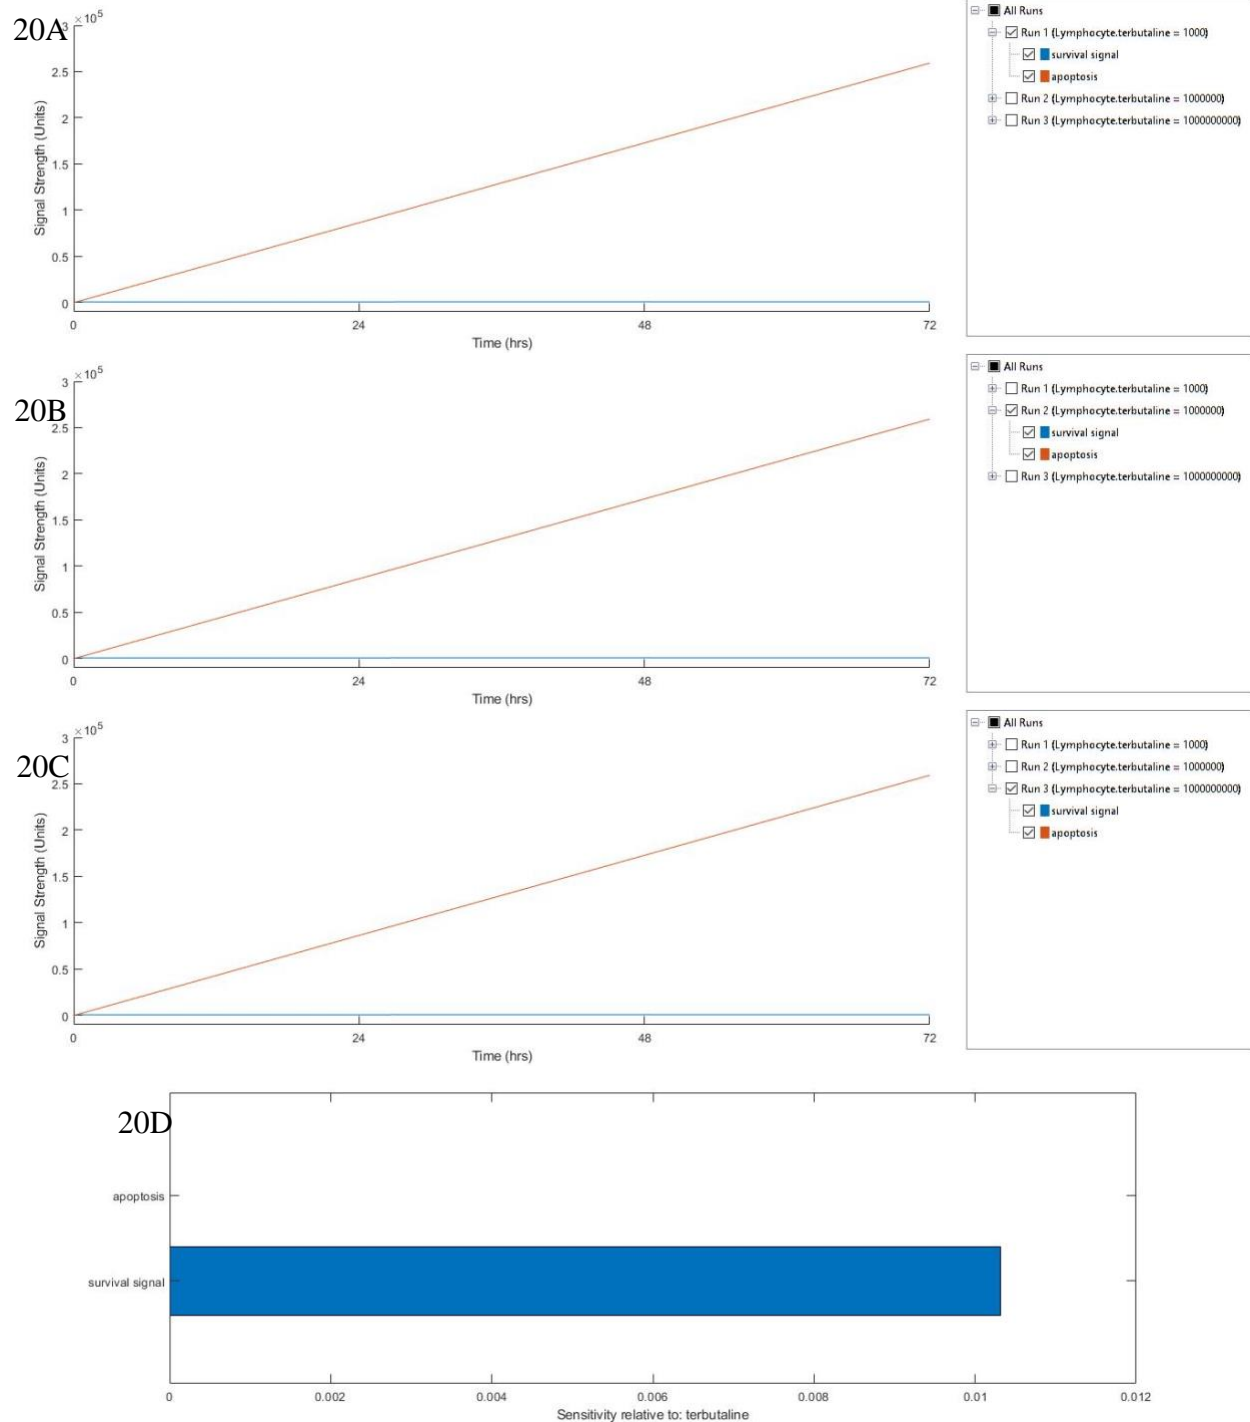 20A
× 10^5
3
2.5
2
1.5
1
0.5
0
Signal Strength (Units)
0 24 48 72
Time (hrs)
All Runs
Run 1 (Lymphocyte.terbutaline = 1000)
survival signal
apoptosis
Run 2 (Lymphocyte.terbutaline = 1000000)
Run 3 (Lymphocyte.terbutaline = 1000000000)
20B
× 10^5
3
2.5
2
1.5
1
0.5
0
Signal Strength (Units)
0 24 48 72
Time (hrs)
All Runs
Run 1 (Lymphocyte.terbutaline = 1000)
Run 2 (Lymphocyte.terbutaline = 1000000)
survival signal
apoptosis
Run 3 (Lymphocyte.terbutaline = 1000000000)
20C
× 10^5
3
2.5
2
1.5
1
0.5
0
Signal Strength (Units)
0 24 48 72
Time (hrs)
All Runs
Run 1 (Lymphocyte.terbutaline = 1000)
Run 2 (Lymphocyte.terbutaline = 1000000)
Run 3 (Lymphocyte.terbutaline = 1000000000)
survival signal
apoptosis
20D
apoptosis
survival signal
0 0.002 0.004 0.006 0.008 0.01 0.012
Sensitivity relative to: terbutaline